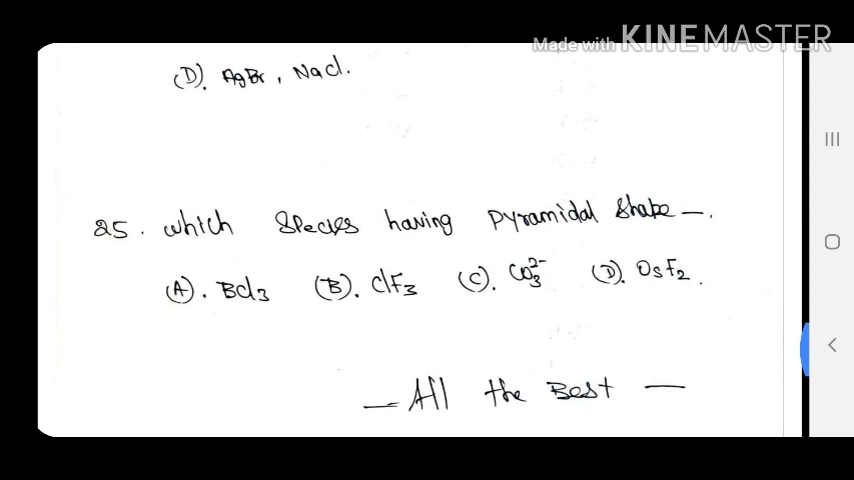 Made with KINEMASTER
(D). AgBr, NaCl.
25. which Species having pyramidal shape —.
(A). BCl3 (B). ClF3 (C). CO3^2- (D). OsF2.
— All the Best —